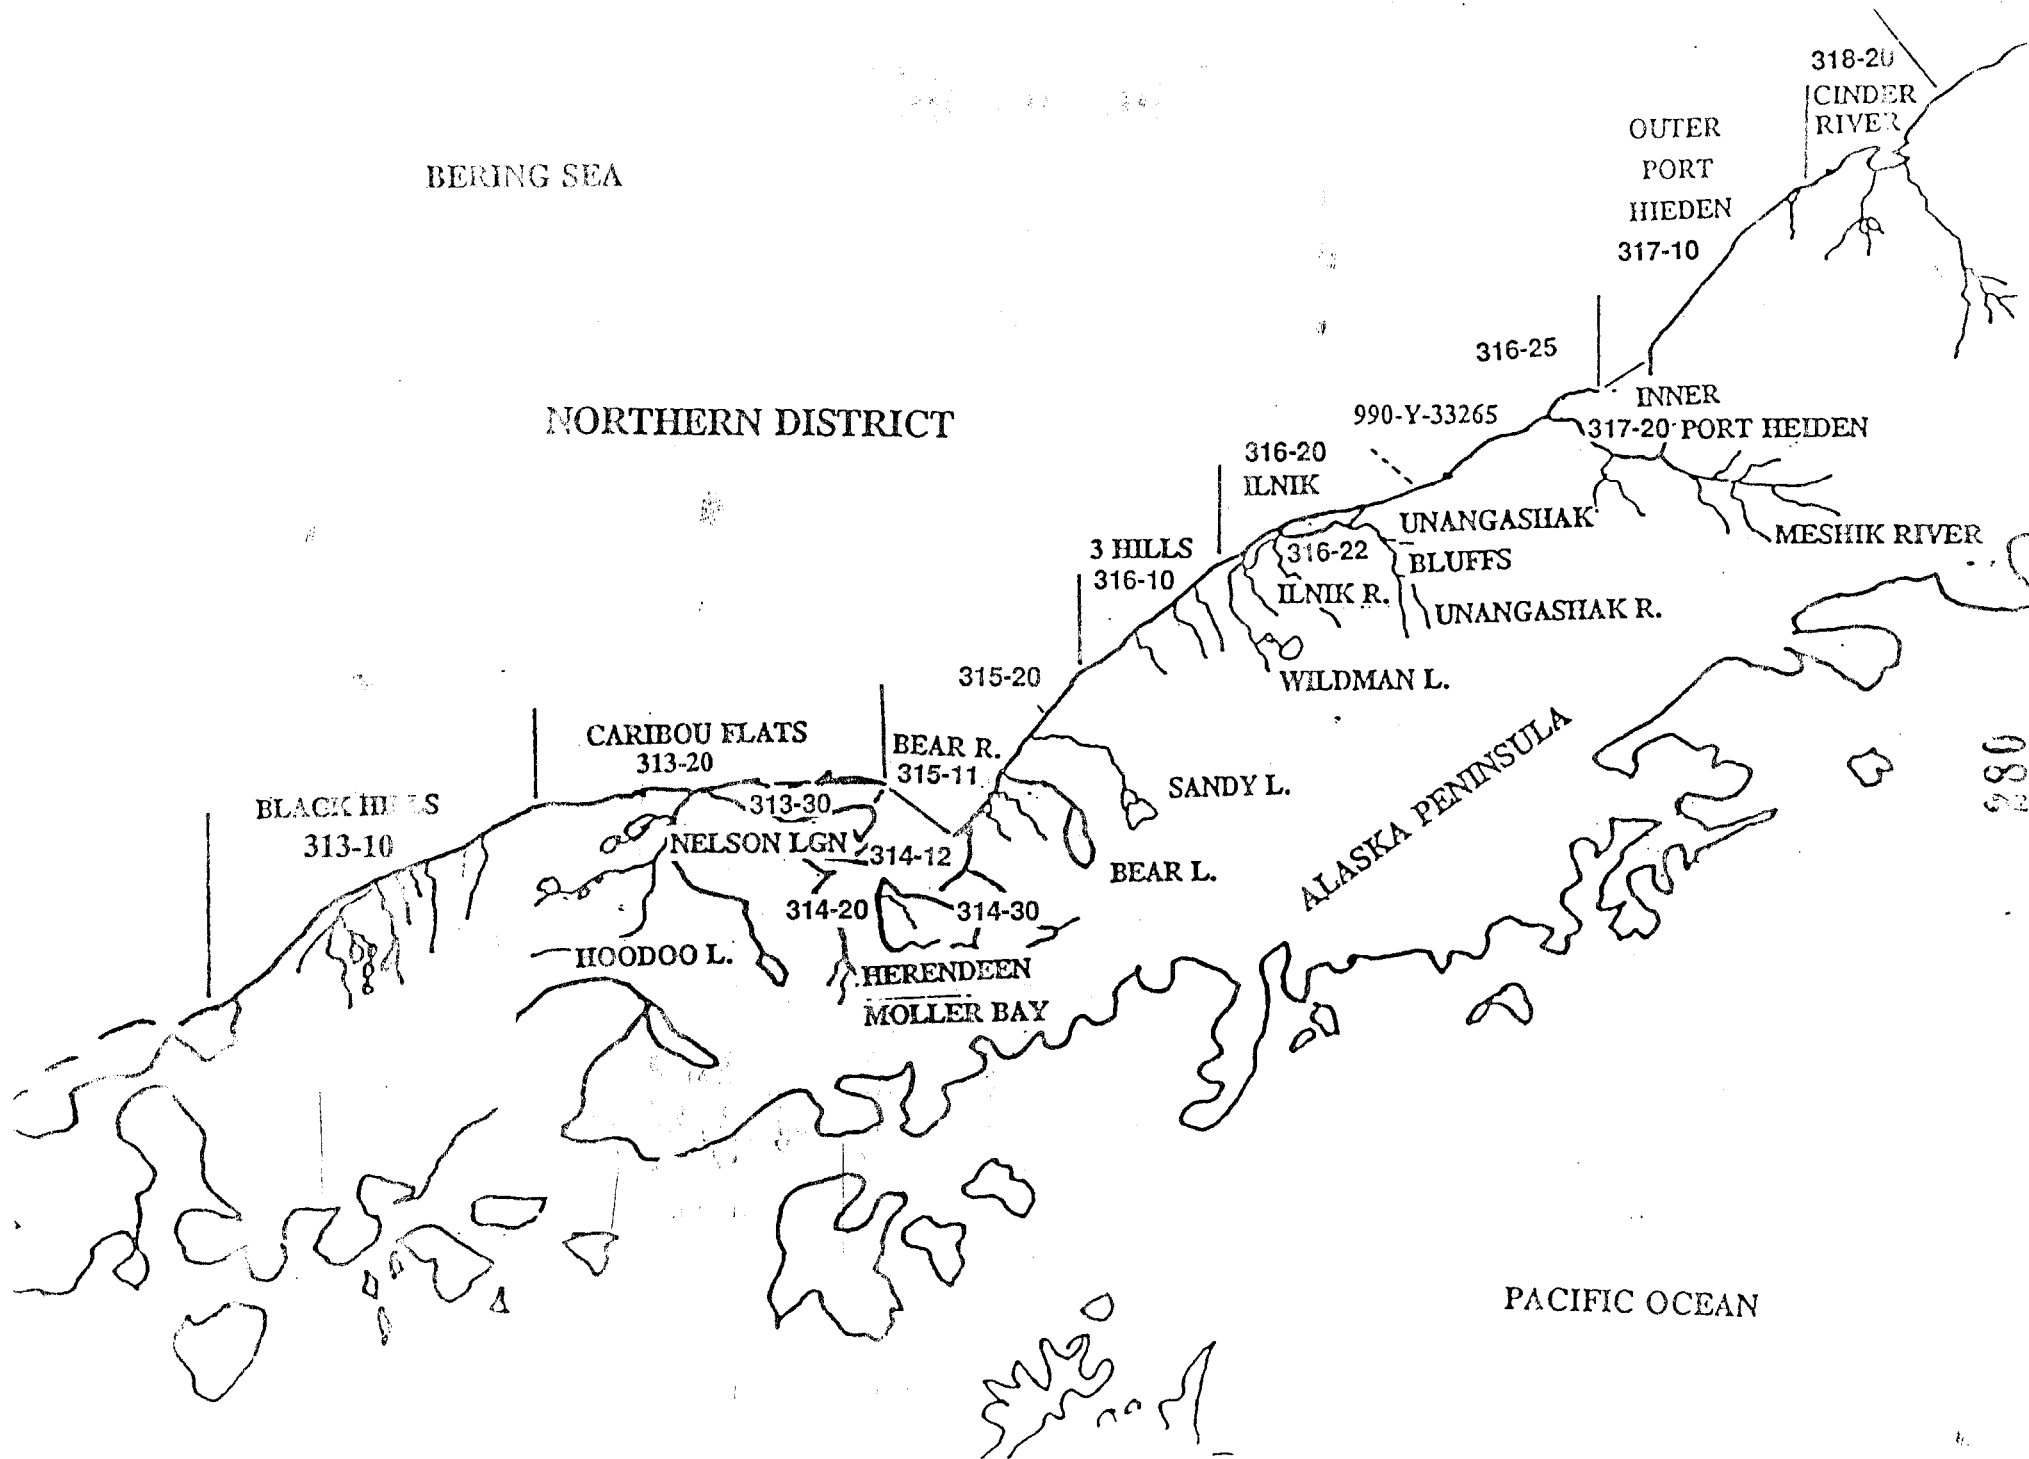 318-20
CINDER
RIVER
OUTER
PORT
HIEDEN
317-10
BERING SEA
316-25
INNER
317-20 PORT HEIDEN
NORTHERN DISTRICT
990-Y-33265
316-20
ILNIK
UNANGASHAK
BLUFFS
MESHIK RIVER
3 HILLS
316-10
316-22
ILNIK R.
UNANGASHAK R.
WILDMAN L.
315-20
CARIBOU FLATS
313-20
BEAR R.
315-11
SANDY L.
ALASKA PENINSULA
BLACK HILLS
313-10
313-30
NELSON LGN
314-12
BEAR L.
314-20
314-30
HOODOO L.
HERENDEEN
MOLLER BAY
PACIFIC OCEAN